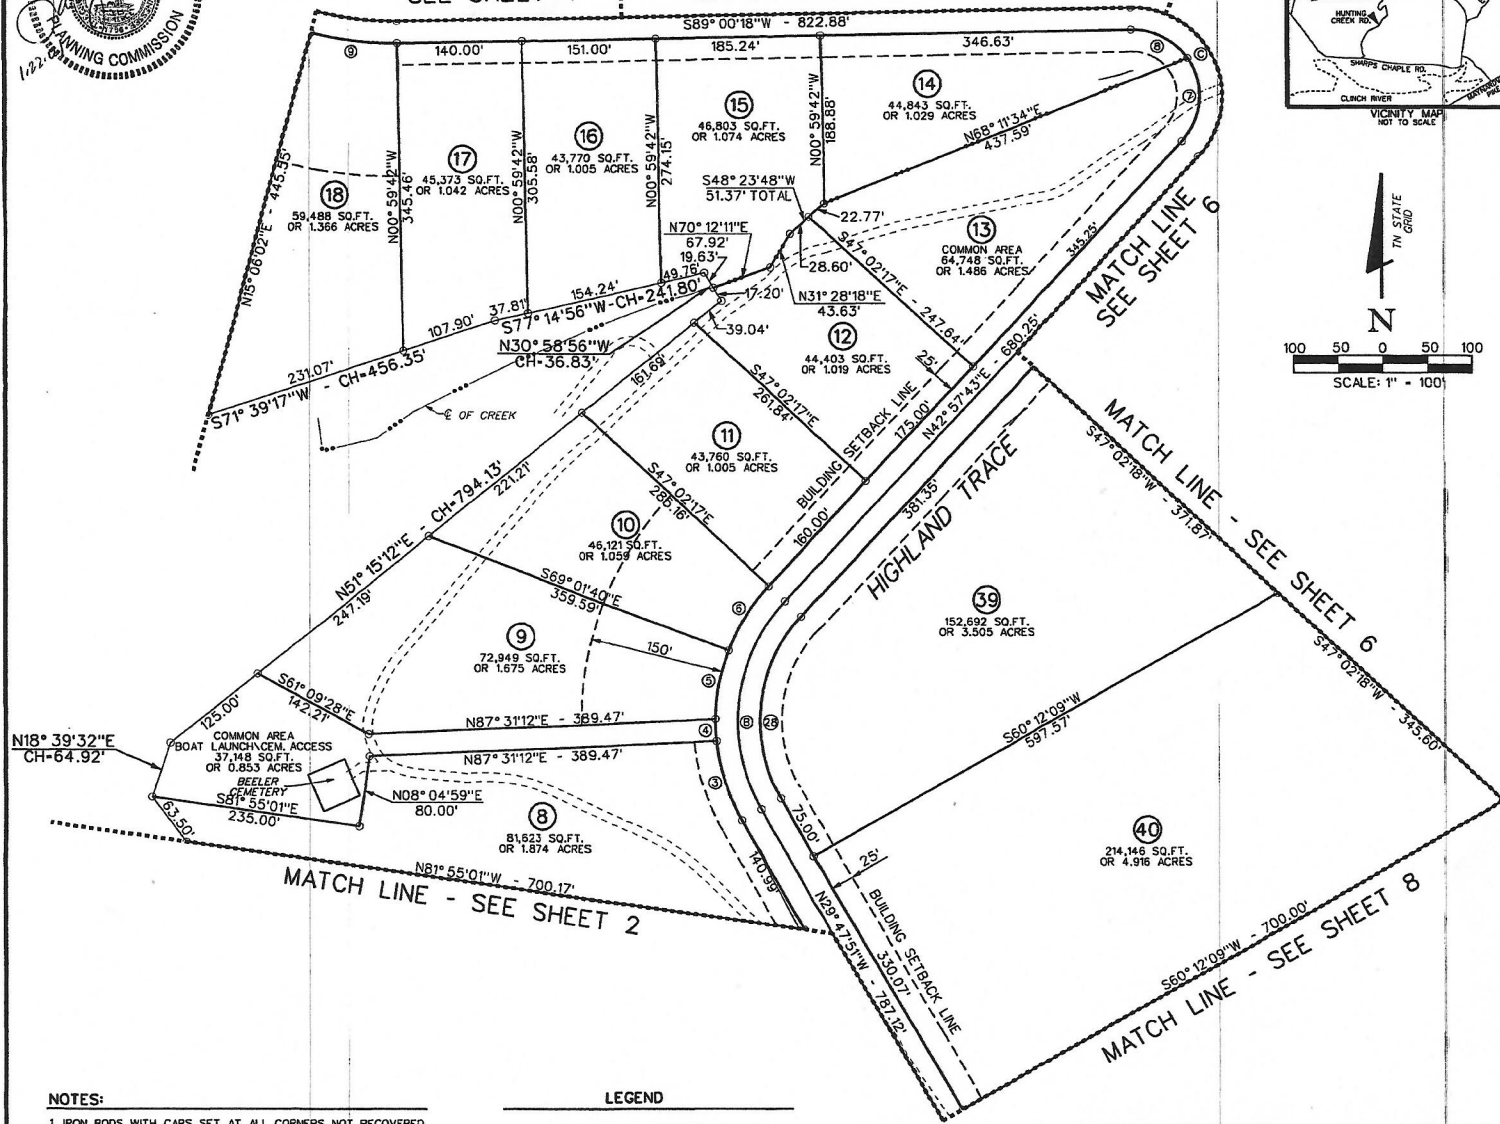 PLANNING COMMISSION
S89° 00'18"W - 822.88'
⑨
140.00'
151.00'
185.24'
346.63'
⑧
©
⑦
HUNTING
CREEK RD.
SHARPS CHAPLE RD.
CLINCH RIVER
VICINITY MAP
NOT TO SCALE
TN STATE
GRID
N
100 50 0 50 100
SCALE: 1" = 100'
N15° 06'02"E - 445.55'
18
59,488 SQ.FT.
OR 1.366 ACRES
N00° 59'42"W
345.46'
17
45,373 SQ.FT.
OR 1.042 ACRES
N00° 59'42"W
305.58'
16
43,770 SQ.FT.
OR 1.005 ACRES
N00° 59'42"W
274.15'
15
46,803 SQ.FT.
OR 1.074 ACRES
N00° 59'42"W
188.88'
14
44,843 SQ.FT.
OR 1.029 ACRES
N68° 11'34"E
437.59'
S48° 23'48"W
51.37' TOTAL
22.77'
28.60'
N70° 12'11"E
67.92'
19.63'
49.76'
17.20'
N31° 28'18"E
43.63'
39.04'
13
COMMON AREA
64,748 SQ.FT.
OR 1.486 ACRES
345.25'
MATCH LINE
SEE SHEET 6
231.07'
107.90'
37.81'
154.24'
S71° 39'17"W - CH=456.35'
S77° 14'56"W-CH=241.80'
N30° 58'56"W
CH=36.83'
℄ OF CREEK
161.69'
S47° 02'17"E - 247.64'
12
44,403 SQ.FT.
OR 1.019 ACRES
25'
S47° 02'17"E
261.84'
175.00'
N42° 57'43"E - 680.25'
BUILDING SETBACK LINE
11
43,760 SQ.FT.
OR 1.005 ACRES
S47° 02'17"E
286.16'
160.00'
381.35'
HIGHLAND TRACE
MATCH LINE - SEE SHEET 6
S47° 02'18"W - 371.87'
S47° 02'18"W - 345.60'
N51° 15'12"E - CH=794.13'
221.21'
247.19'
10
46,121 SQ.FT.
OR 1.059 ACRES
S69° 01'40"E
359.59'
⑥
39
152,692 SQ.FT.
OR 3.505 ACRES
9
72,949 SQ.FT.
OR 1.675 ACRES
150'
⑤
S61° 09'28"E
142.21'
125.00'
N87° 31'12"E - 389.47'
④
Ⓑ
28
S60° 12'09"W
597.57'
N18° 39'32"E
CH=64.92'
COMMON AREA
BOAT LAUNCH\CEM. ACCESS
37,148 SQ.FT.
OR 0.853 ACRES
BEELER
CEMETERY
N87° 31'12"E - 389.47'
③
N08° 04'59"E
80.00'
S81° 55'01"E
235.00'
63.50'
8
81,623 SQ.FT.
OR 1.874 ACRES
75.00'
140.99'
40
214,146 SQ.FT.
OR 4.916 ACRES
25'
N81° 55'01"W - 700.17'
MATCH LINE - SEE SHEET 2
N29° 47'51"W - 787.12'
330.07'
BUILDING SETBACK LINE
S60° 12'09"W - 700.00'
MATCH LINE - SEE SHEET 8
NOTES:
LEGEND
1. IRON RODS WITH CAPS SET AT ALL CORNERS NOT RECOVERED